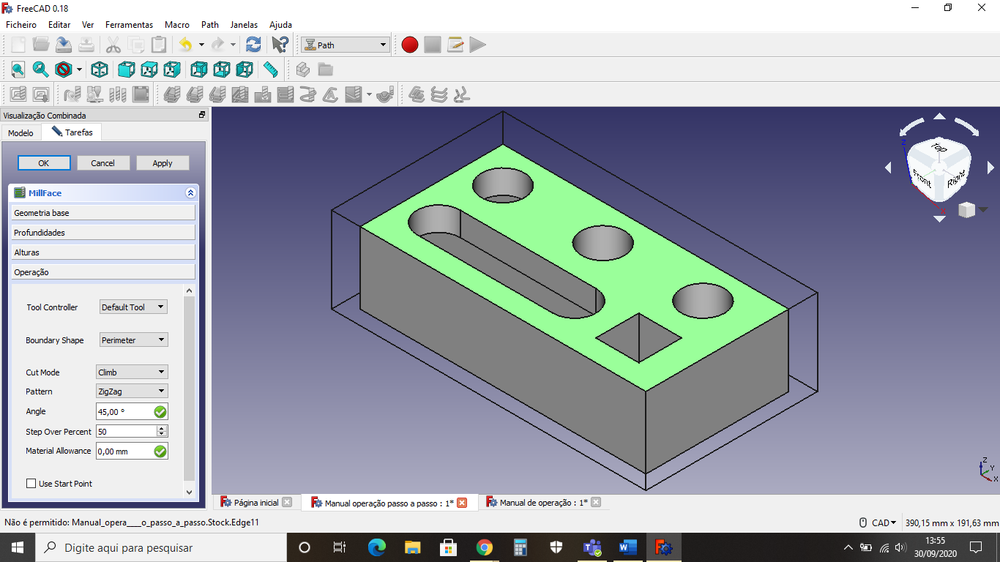 FreeCAD 0.18
Ficheiro Editar Ver Ferramentas Macro Path Janelas Ajuda
Path
Visualização Combinada
Modelo Tarefas
OK Cancel Apply
MillFace
Geometria base
Profundidades
Alturas
Operação
Tool Controller Default Tool
Boundary Shape Perimeter
Cut Mode Climb
Pattern ZigZag
Angle 45,00 °
Step Over Percent 50
Material Allowance 0,00 mm
Use Start Point
Top
Front Right
Z
X
Z
Y
X
Página inicial Manual operação passo a passo : 1* Manual de operação : 1*
Não é permitido: Manual_opera____o_passo_a_passo.Stock.Edge11
CAD 390,15 mm x 191,63 mm
Digite aqui para pesquisar
13:55
30/09/2020